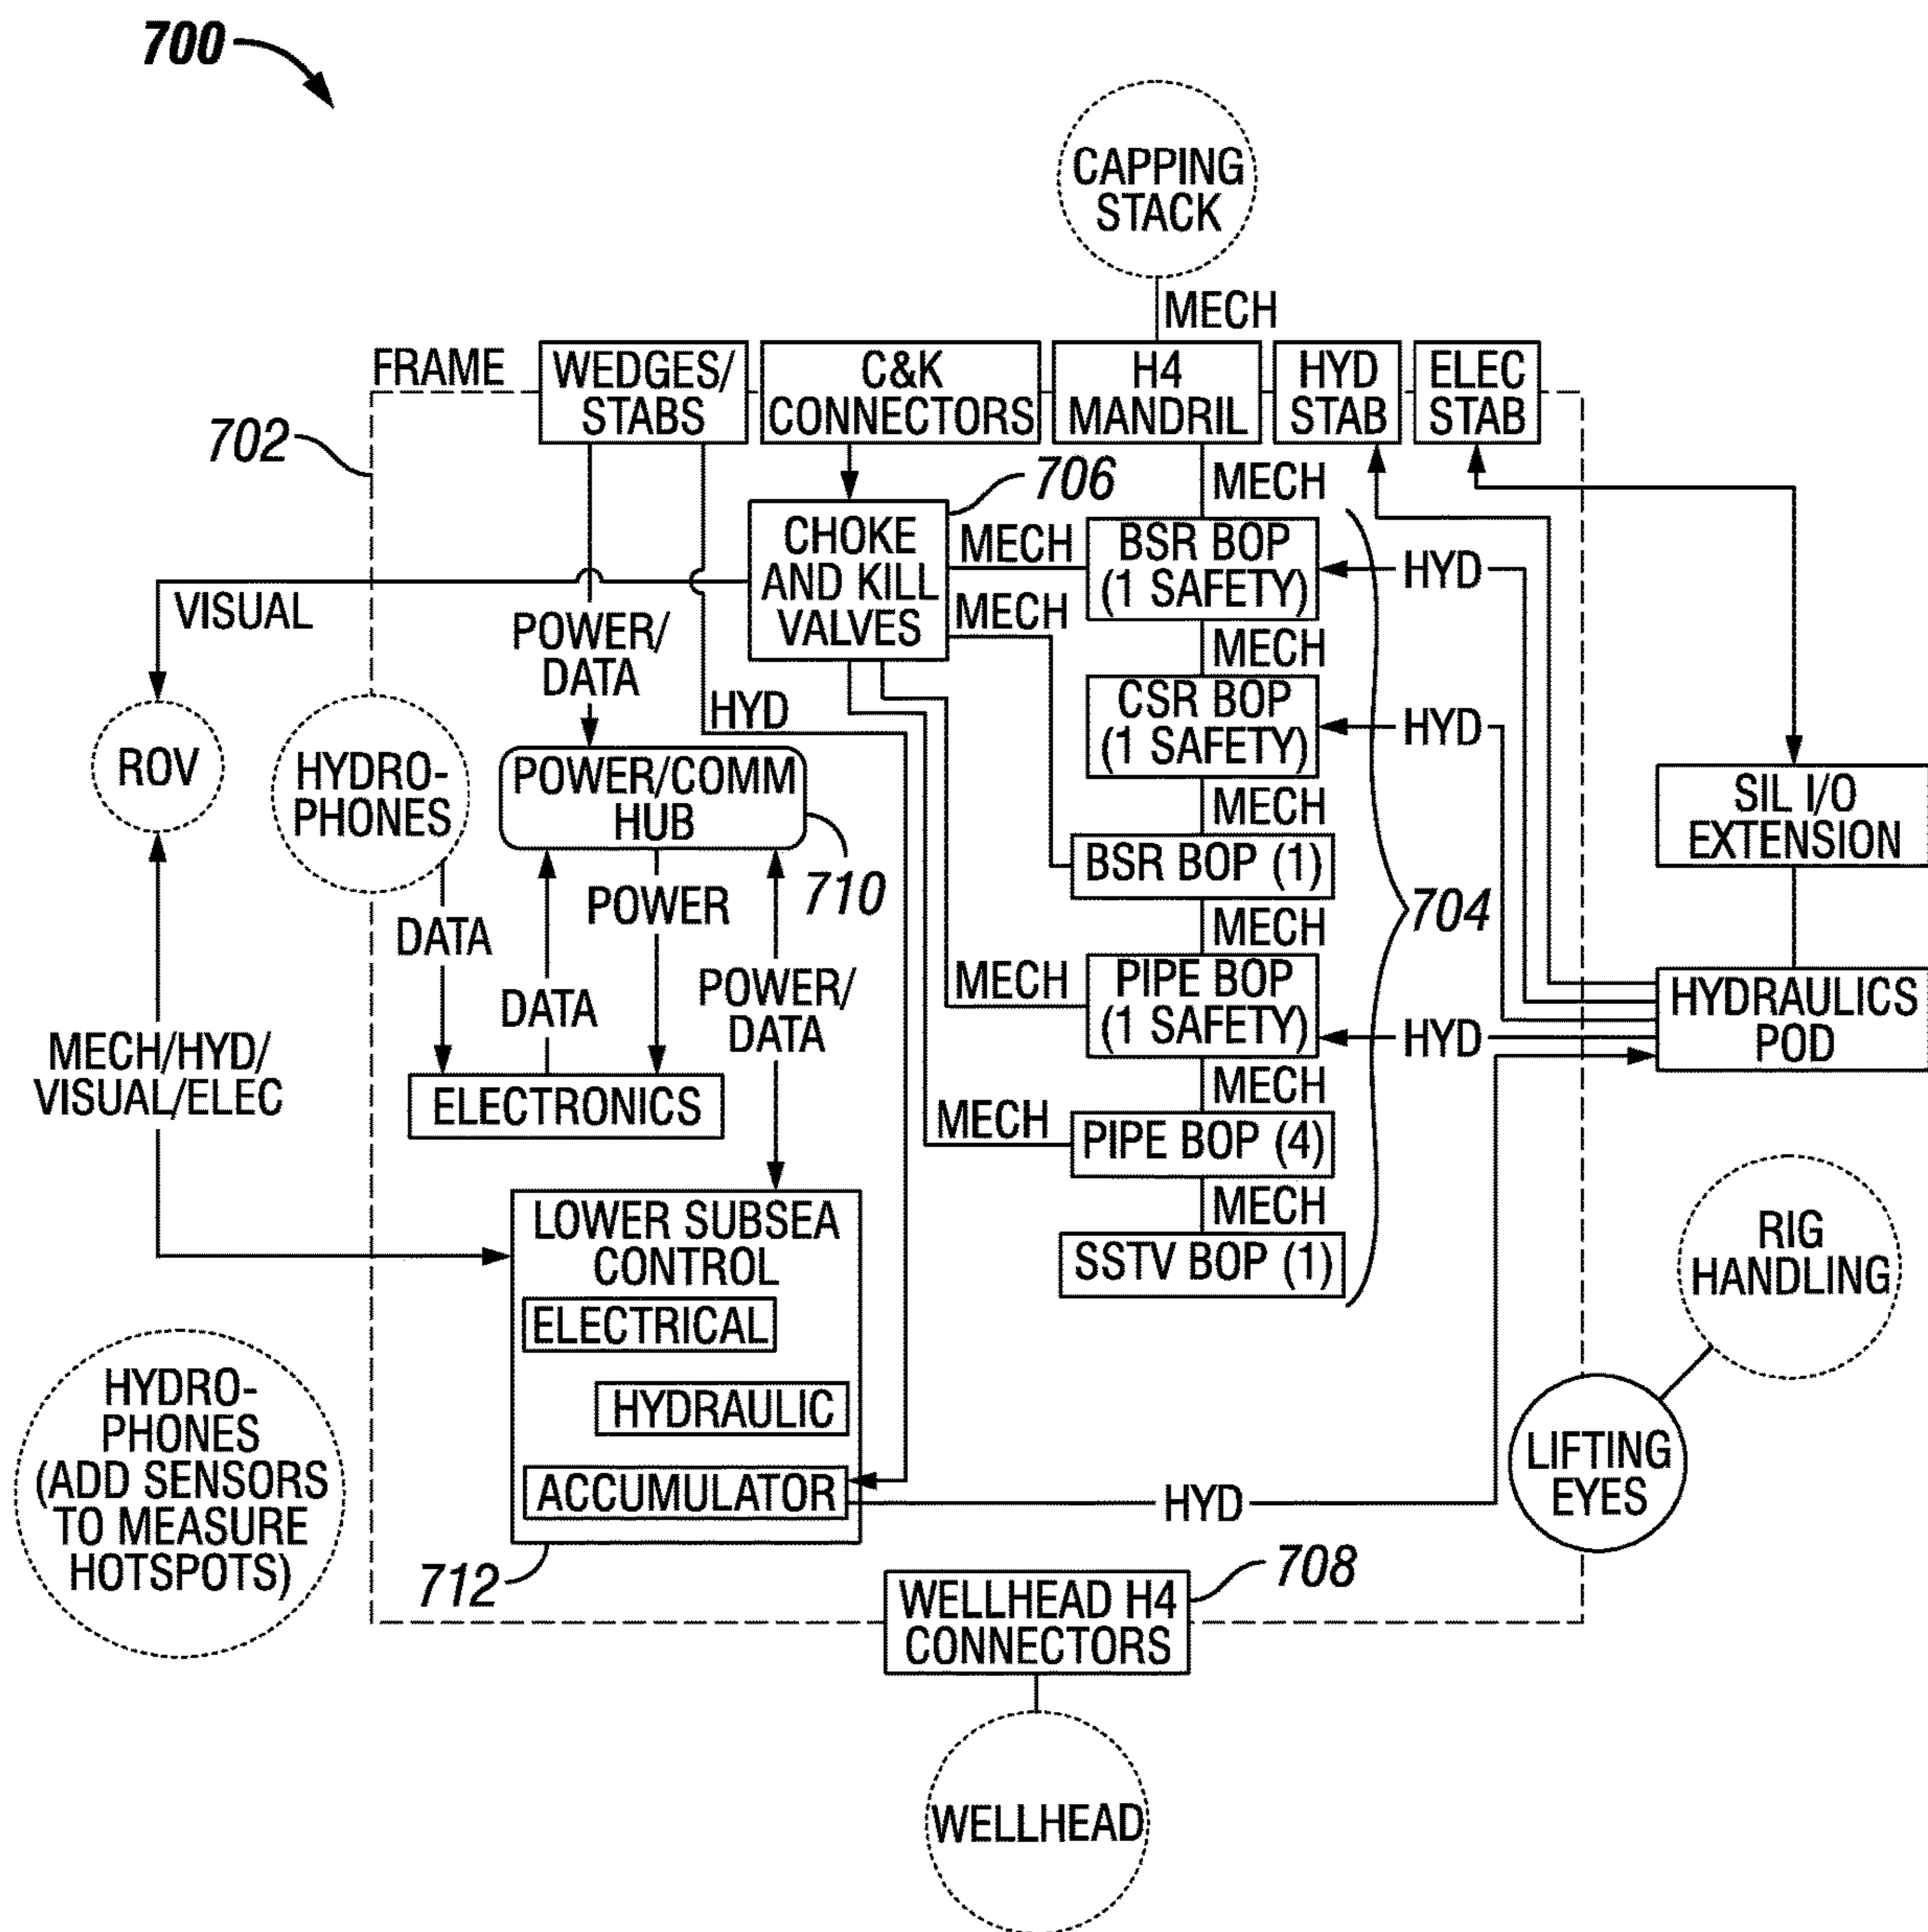 700
CAPPING
STACK
MECH
FRAME
WEDGES/
STABS
C&K
CONNECTORS
H4
MANDRIL
HYD
STAB
ELEC
STAB
702
706
MECH
CHOKE
AND KILL
VALVES
MECH
MECH
BSR BOP
(1 SAFETY)
HYD
VISUAL
POWER/
DATA
HYD
MECH
CSR BOP
(1 SAFETY)
HYD
ROV
HYDRO-
PHONES
POWER/COMM
HUB
710
MECH
BSR BOP (1)
704
SIL I/O
EXTENSION
DATA
DATA
POWER
POWER/
DATA
MECH
MECH
PIPE BOP
(1 SAFETY)
HYD
HYDRAULICS
POD
MECH/HYD/
VISUAL/ELEC
ELECTRONICS
MECH
MECH
PIPE BOP (4)
MECH
SSTV BOP (1)
RIG
HANDLING
LOWER SUBSEA
CONTROL
ELECTRICAL
HYDRAULIC
ACCUMULATOR
HYD
LIFTING
EYES
HYDRO-
PHONES
(ADD SENSORS
TO MEASURE
HOTSPOTS)
712
708
WELLHEAD H4
CONNECTORS
WELLHEAD